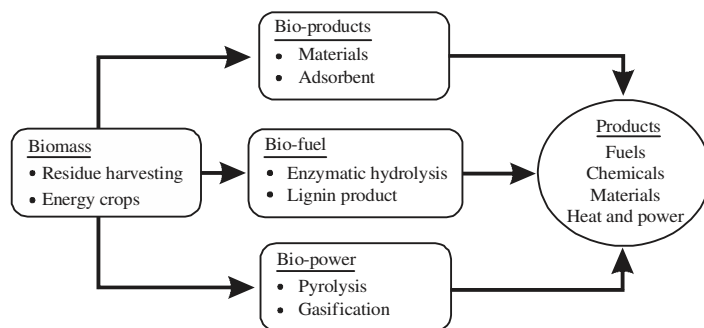 Bio-products
• Materials
• Adsorbent
Biomass
• Residue harvesting
• Energy crops
Bio-fuel
• Enzymatic hydrolysis
• Lignin product
Products
Fuels
Chemicals
Materials
Heat and power
Bio-power
• Pyrolysis
• Gasification